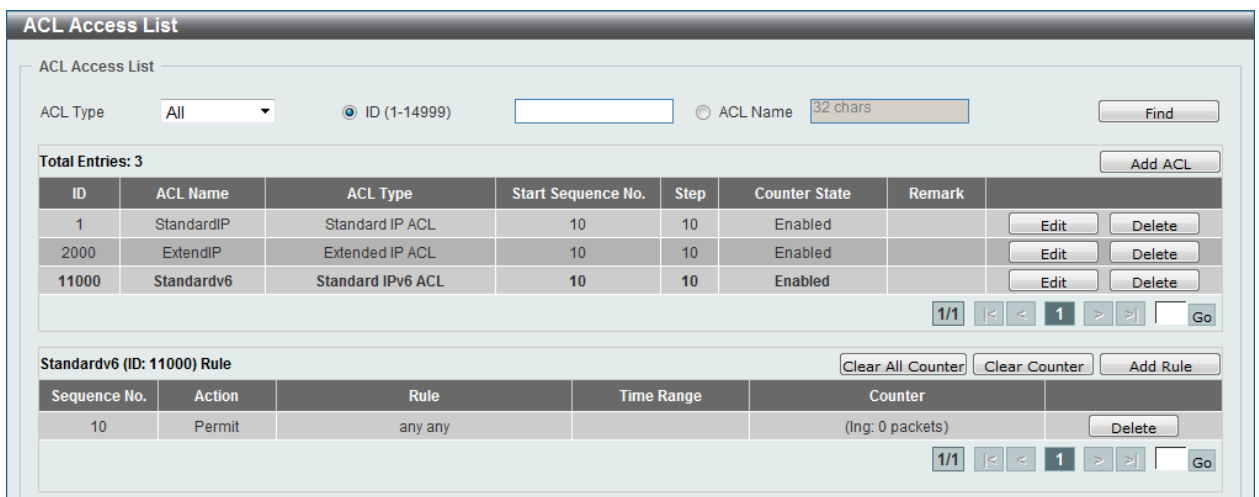 ACL Access List
ACL Access List
ACL Type All ID (1-14999) ACL Name 32 chars Find
Total Entries: 3 Add ACL
ID ACL Name ACL Type Start Sequence No. Step Counter State Remark
1 StandardIP Standard IP ACL 10 10 Enabled Edit Delete
2000 ExtendIP Extended IP ACL 10 10 Enabled Edit Delete
11000 Standardv6 Standard IPv6 ACL 10 10 Enabled Edit Delete
1/1 |< < 1 > >| Go
Standardv6 (ID: 11000) Rule Clear All Counter Clear Counter Add Rule
Sequence No. Action Rule Time Range Counter
10 Permit any any (Ing: 0 packets) Delete
1/1 |< < 1 > >| Go